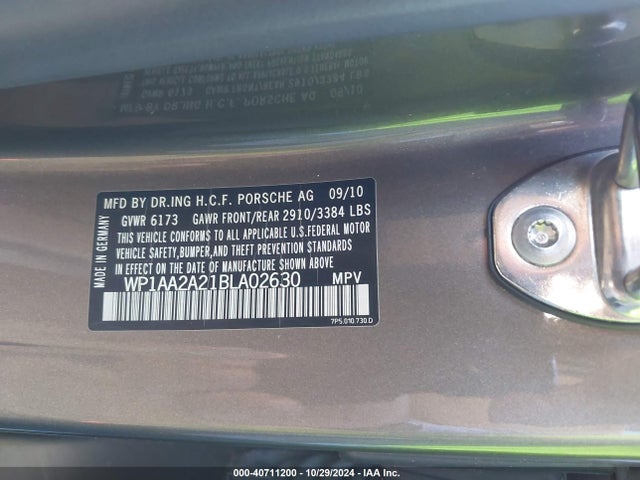 MFD BY DR.ING H.C.F. PORSCHE AG 09/10
GVWR 6173 GAWR FRONT/REAR 2910/3384 LBS
THIS VEHICLE CONFORMS TO ALL APPLICABLE U.S.FEDERAL MOTOR
VEHICLE SAFETY,BUMPER,AND THEFT PREVENTION STANDARDS
IN EFFECT ON THE DATE OF MANUFACTURE SHOWN ABOVE
WP1AA2A21BLA02630 MPV
MADE IN GERMANY
7P5.010.730.D
000-40711200 - 10/29/2024 - IAA Inc.